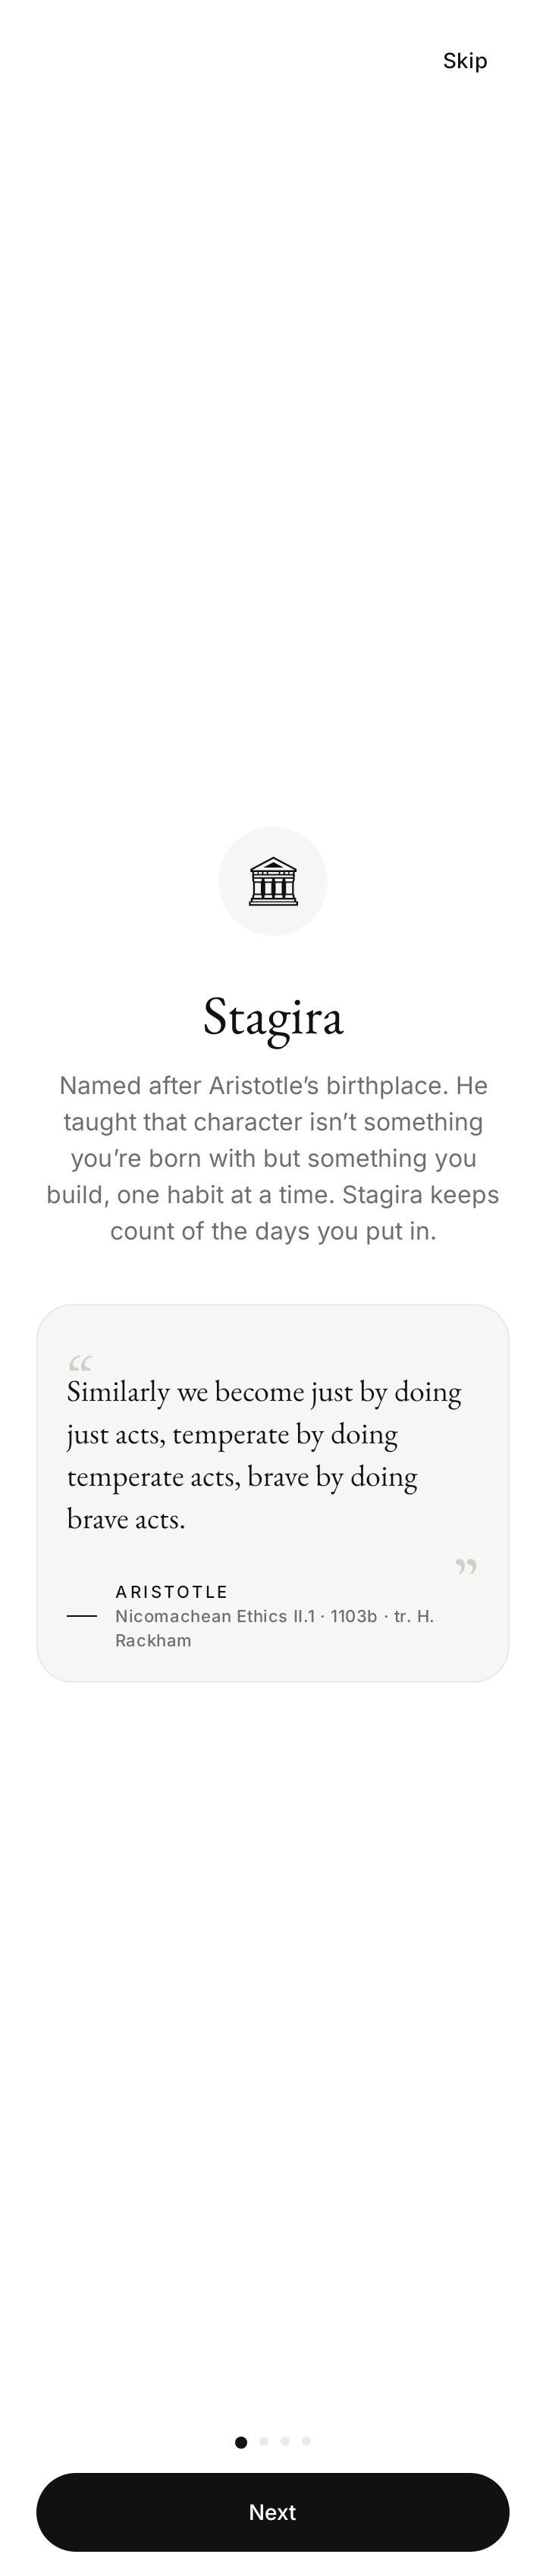 Skip
Stagira
Named after Aristotle’s birthplace. He
taught that character isn’t something
you’re born with but something you
build, one habit at a time. Stagira keeps
count of the days you put in.
“
Similarly we become just by doing
just acts, temperate by doing
temperate acts, brave by doing
brave acts.
”
ARISTOTLE
— Nicomachean Ethics II.1 · 1103b · tr. H.
Rackham
Next